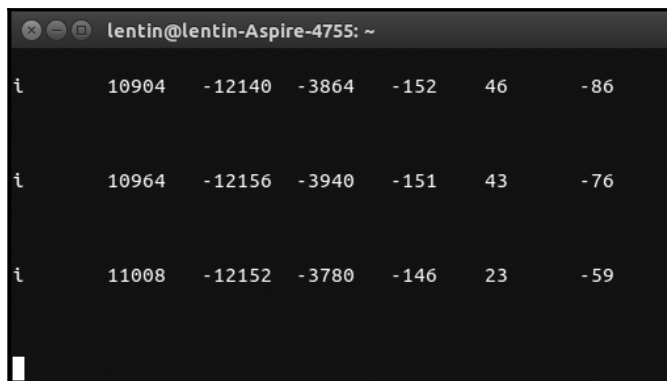 lentin@lentin-Aspire-4755: ~
i 10904 -12140 -3864 -152 46 -86
i 10964 -12156 -3940 -151 43 -76
i 11008 -12152 -3780 -146 23 -59